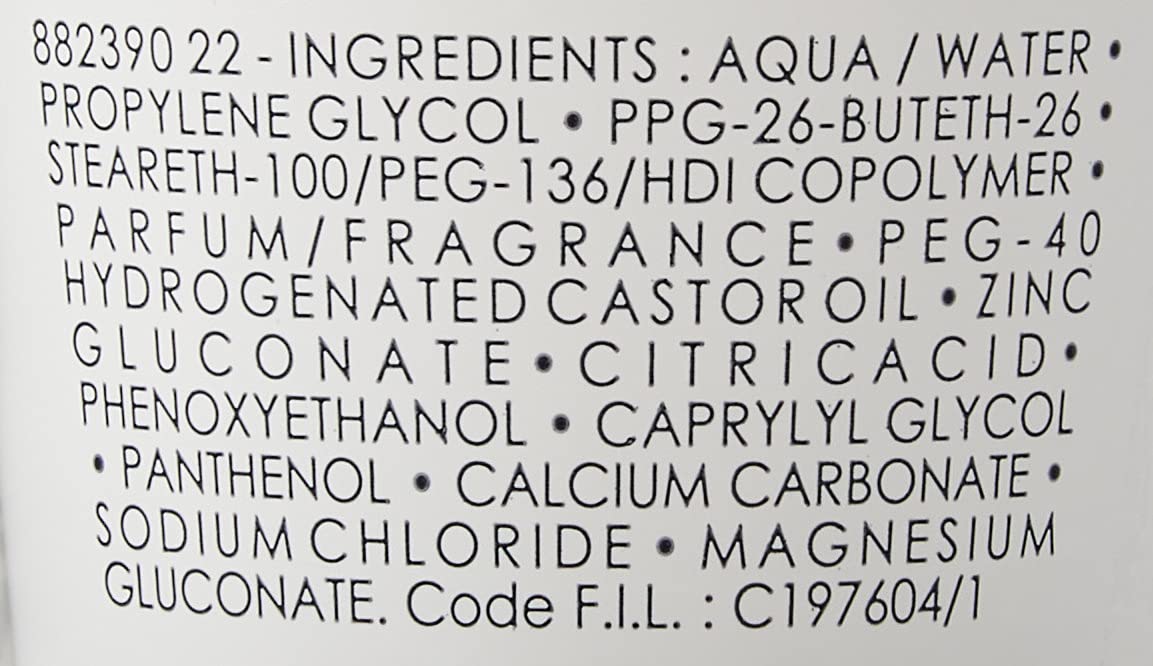 882390 22 - INGREDIENTS : AQUA / WATER •
PROPYLENE GLYCOL • PPG-26-BUTETH-26 •
STEARETH-100/PEG-136/HDI COPOLYMER •
PARFUM/FRAGRANCE • PEG-40
HYDROGENATED CASTOR OIL • ZINC
GLUCONATE • CITRIC ACID •
PHENOXYETHANOL • CAPRYLYL GLYCOL
• PANTHENOL • CALCIUM CARBONATE •
SODIUM CHLORIDE • MAGNESIUM
GLUCONATE. Code F.I.L. : C197604/1